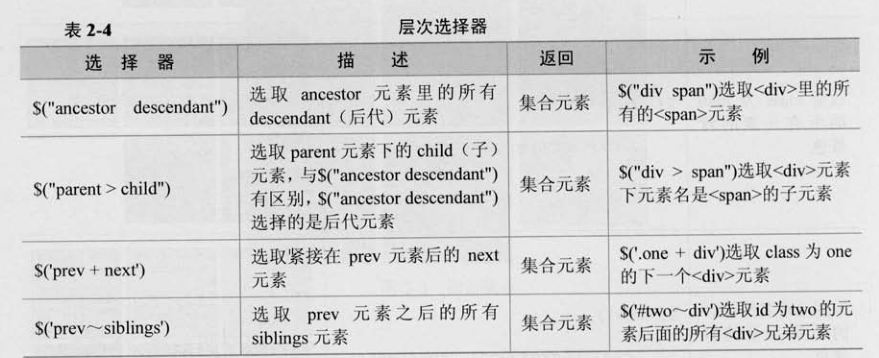 表 2-4 层次选择器
选 择 器 描 述 返回 示 例
$("ancestor descendant")
选取 ancestor 元素里的所有
descendant（后代）元素
集合元素
$("div span")选取<div>里的所
有的<span>元素
$("parent > child")
选取 parent 元素下的 child（子）
元素，与$("ancestor descendant")
有区别，$("ancestor descendant")
选择的是后代元素
集合元素
$("div > span")选取<div>元素
下元素名是<span>的子元素
$('prev + next')
选取紧接在 prev 元素后的 next
元素
集合元素
$('.one + div')选取 class 为 one
的下一个<div>元素
$('prev～siblings')
选取 prev 元素之后的所有
siblings 元素
集合元素
$('#two～div')选取 id 为 two 的元
素后面的所有<div>兄弟元素